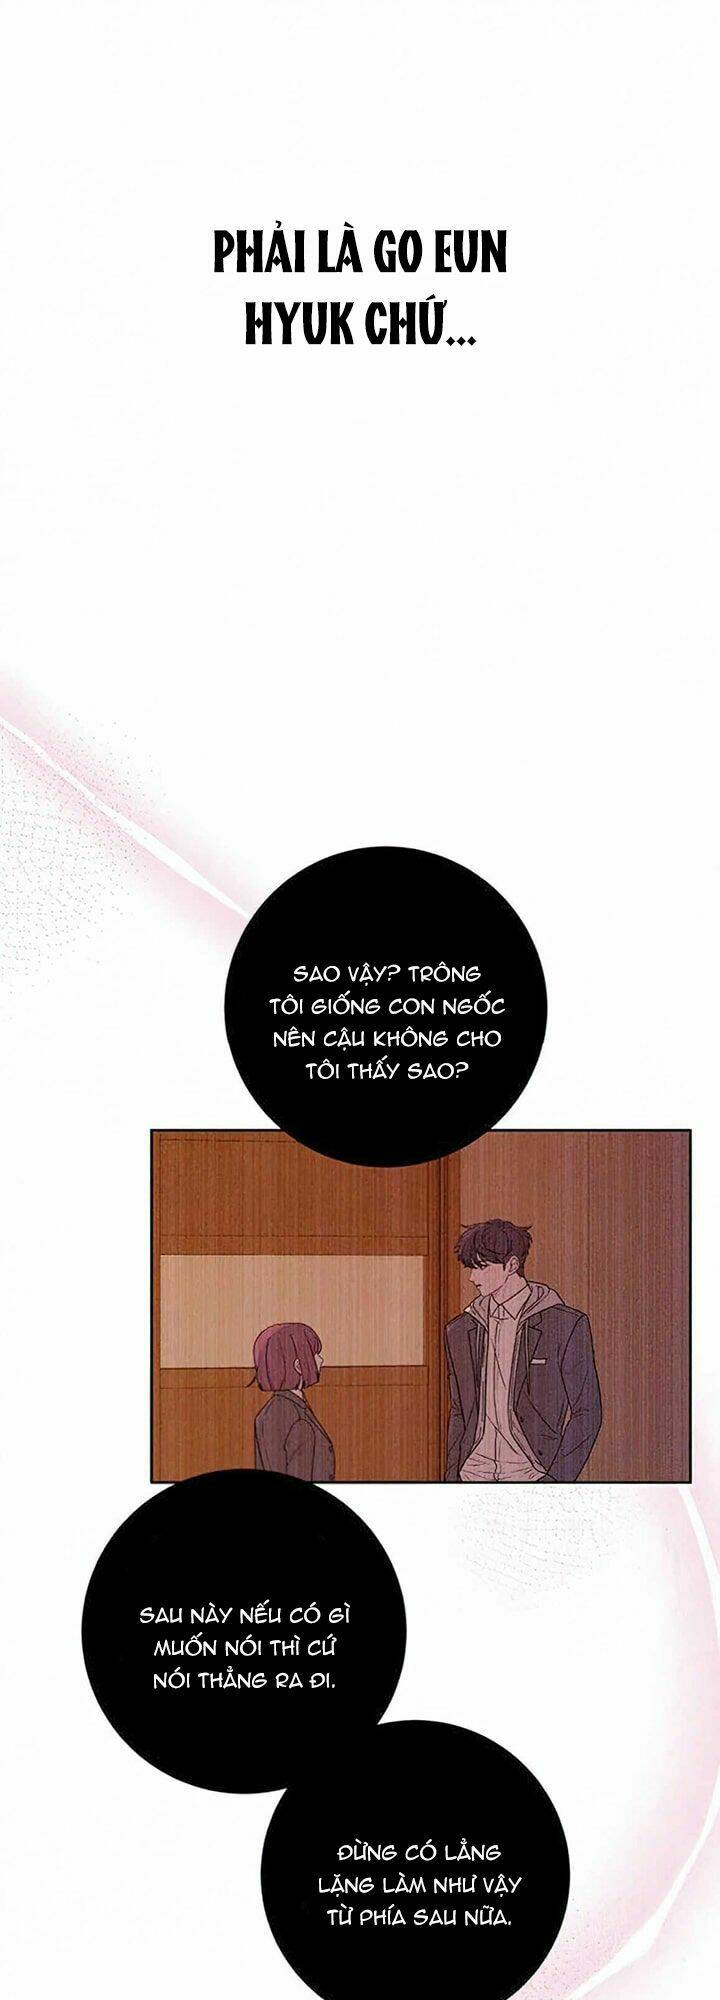 PHẢI LÀ GO EUN
HYUK CHỨ...
SAO VẬY? TRÔNG
TÔI GIỐNG CON NGỐC
NÊN CẬU KHÔNG CHO
TÔI THẤY SAO?
SAU NÀY NẾU CÓ GÌ
MUỐN NÓI THÌ CỨ
NÓI THẲNG RA ĐI.
ĐỪNG CÓ LẲNG
LẶNG LÀM NHƯ VẬY
TỪ PHÍA SAU NỮA.